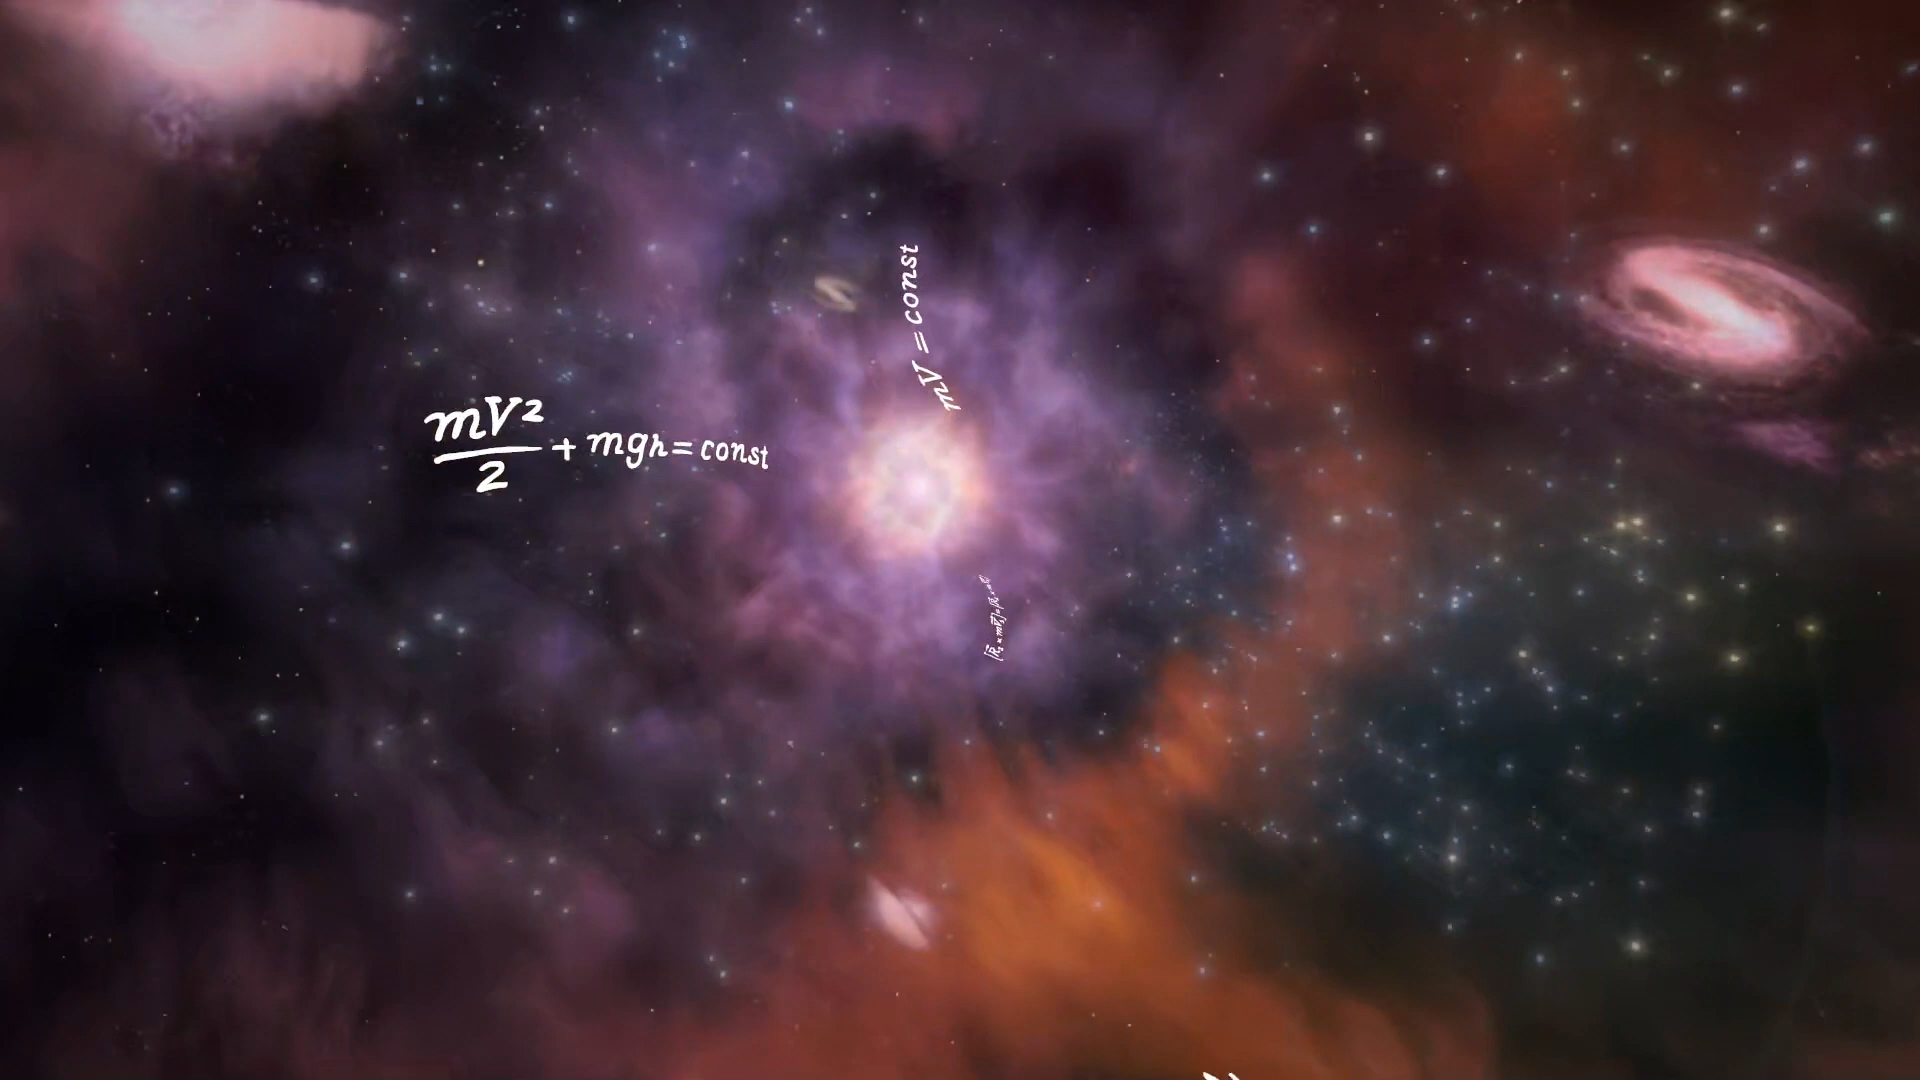 mV = const
mV²/2 + mgh = const